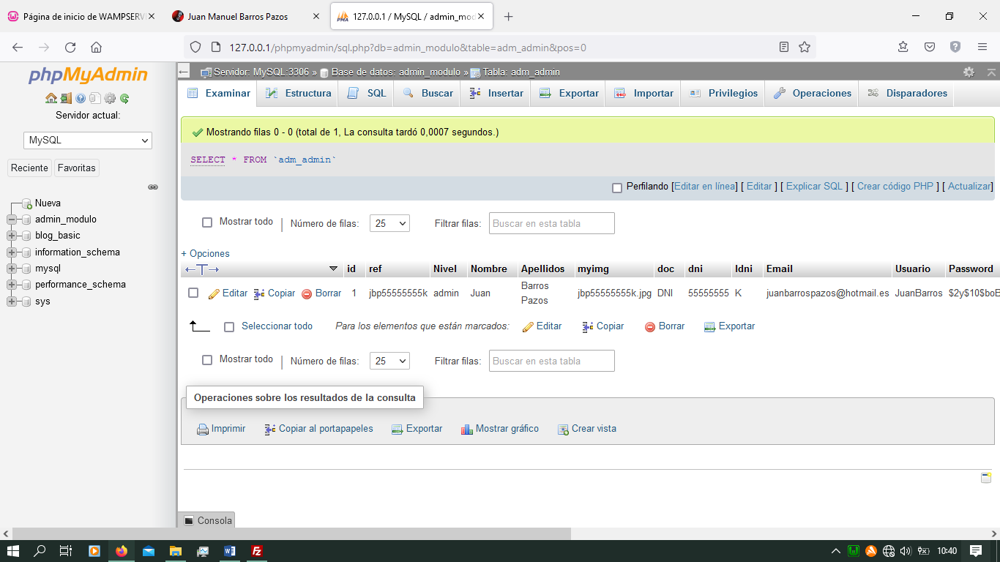 Página de inicio de WAMPSERV
Juan Manuel Barros Pazos
127.0.0.1 / MySQL / admin_mod
127.0.0.1/phpmyadmin/sql.php?db=admin_modulo&table=adm_admin&pos=0
phpMyAdmin
Servidor: MySQL:3306 » Base de datos: admin_modulo » Tabla: adm_admin
Examinar Estructura SQL Buscar Insertar Exportar Importar Privilegios Operaciones Disparadores
Servidor actual:
MySQL
Reciente Favoritas
Nueva
admin_modulo
blog_basic
information_schema
mysql
performance_schema
sys
Mostrando filas 0 - 0 (total de 1, La consulta tardó 0,0007 segundos.)
SELECT * FROM `adm_admin`
Perfilando [Editar en línea] [ Editar ] [ Explicar SQL ] [ Crear código PHP ] [ Actualizar]
Mostrar todo | Número de filas: 25 Filtrar filas: Buscar en esta tabla
+ Opciones
←T→ id ref Nivel Nombre Apellidos myimg doc dni ldni Email Usuario Password
Editar Copiar Borrar 1 jbp55555555k admin Juan Barros Pazos jbp55555555k.jpg DNI 55555555 K juanbarrospazos@hotmail.es JuanBarros $2y$10$boE
Seleccionar todo Para los elementos que están marcados: Editar Copiar Borrar Exportar
Mostrar todo | Número de filas: 25 Filtrar filas: Buscar en esta tabla
Operaciones sobre los resultados de la consulta
Imprimir Copiar al portapapeles Exportar Mostrar gráfico Crear vista
Consola
10:40